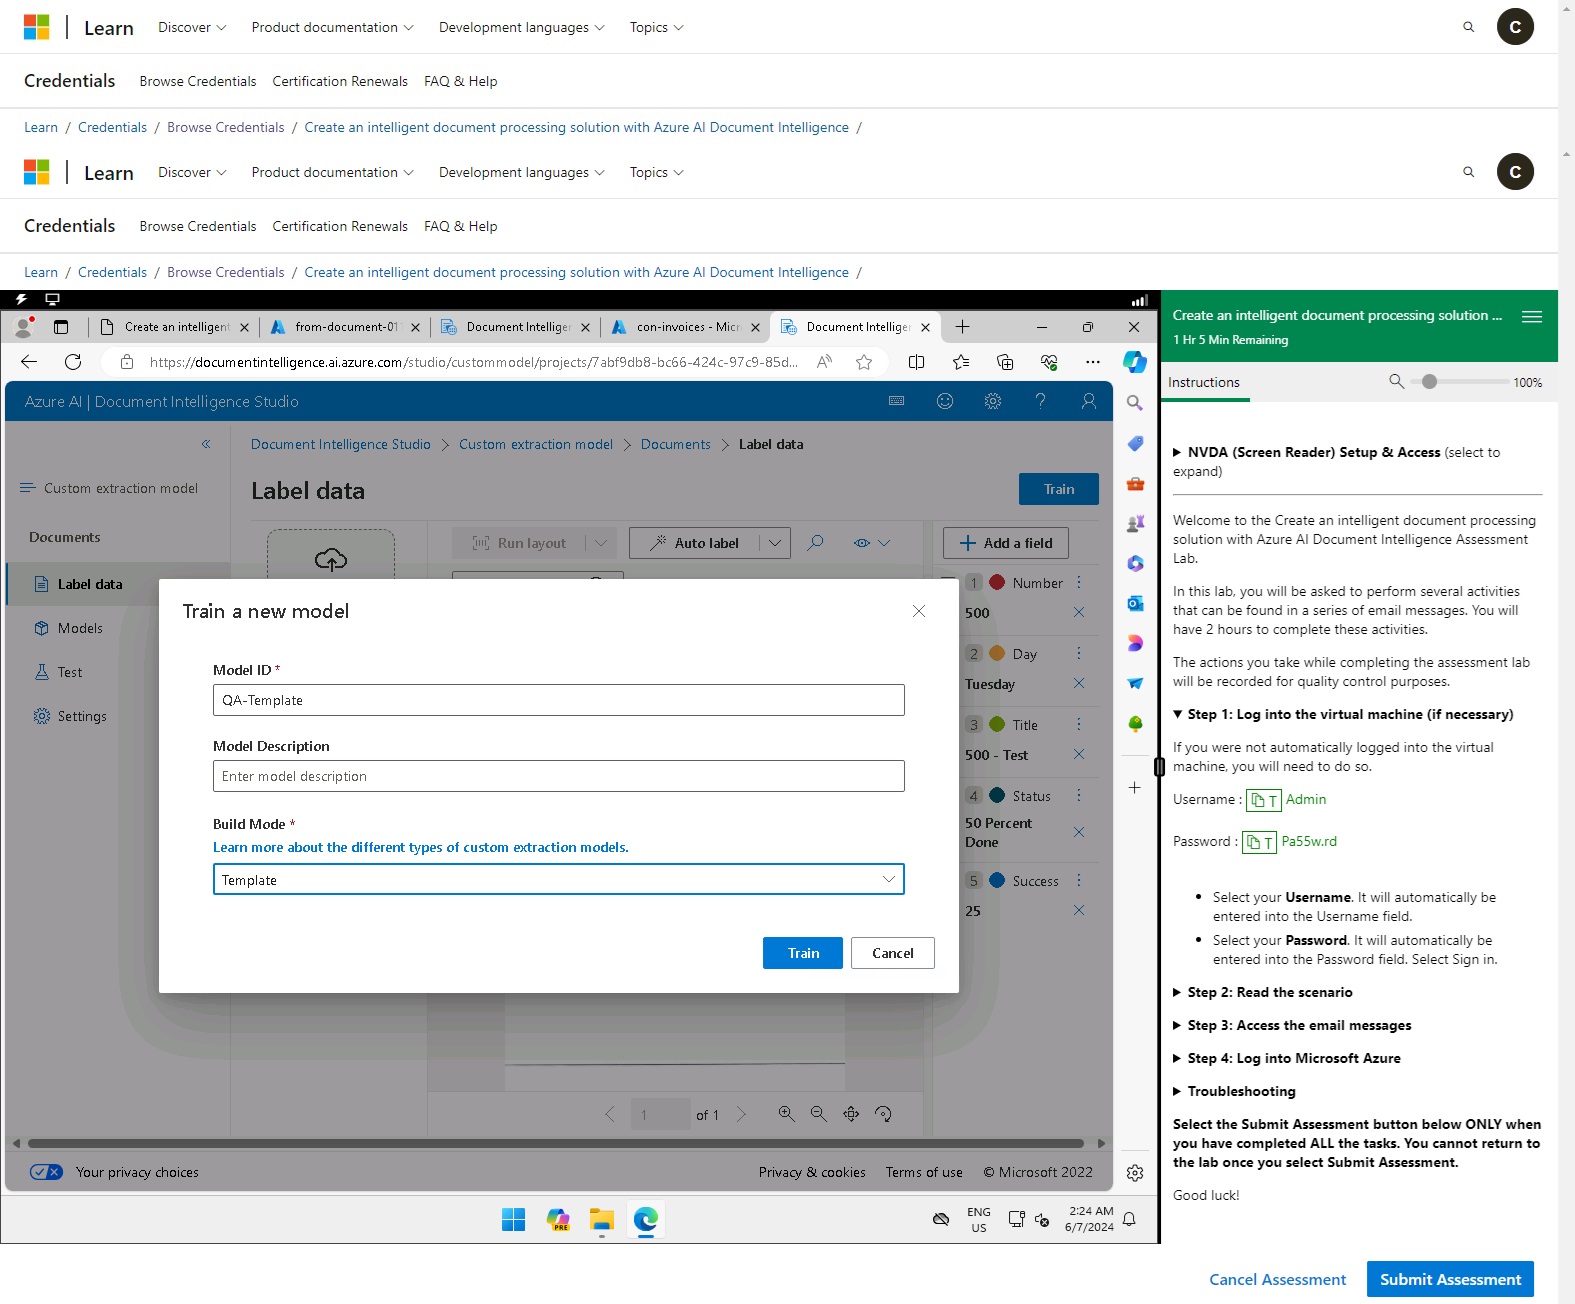 Learn Discover Product documentation Development languages Topics C
Credentials Browse Credentials Certification Renewals FAQ & Help
Learn / Credentials / Browse Credentials / Create an intelligent document processing solution with Azure AI Document Intelligence /
Learn Discover Product documentation Development languages Topics C
Credentials Browse Credentials Certification Renewals FAQ & Help
Learn / Credentials / Browse Credentials / Create an intelligent document processing solution with Azure AI Document Intelligence /
Create an intelligent from-document-01 Document Intelliger con-invoices - Micr Document Intelliger
https://documentintelligence.ai.azure.com/studio/custommodel/projects/7abf9db8-bc66-424c-97c9-85d...
Azure AI | Document Intelligence Studio
Document Intelligence Studio > Custom extraction model > Documents > Label data
Custom extraction model
Documents
Label data
Models
Test
Settings
Label data
Train
Run layout
Auto label
Add a field
1 Number
500
2 Day
Tuesday
3 Title
500 - Test
4 Status
50 Percent
Done
5 Success
25
Train a new model
Model ID *
QA-Template
Model Description
Enter model description
Build Mode *
Learn more about the different types of custom extraction models.
Template
Train Cancel
1 of 1
Your privacy choices Privacy & cookies Terms of use © Microsoft 2022
PRE
ENG
US
2:24 AM
6/7/2024
Create an intelligent document processing solution ...
1 Hr 5 Min Remaining
Instructions 100%
NVDA (Screen Reader) Setup & Access (select to
expand)
Welcome to the Create an intelligent document processing
solution with Azure AI Document Intelligence Assessment
Lab.
In this lab, you will be asked to perform several activities
that can be found in a series of email messages. You will
have 2 hours to complete these activities.
The actions you take while completing the assessment lab
will be recorded for quality control purposes.
Step 1: Log into the virtual machine (if necessary)
If you were not automatically logged into the virtual
machine, you will need to do so.
Username : T Admin
Password : T Pa55w.rd
• Select your Username. It will automatically be
entered into the Username field.
• Select your Password. It will automatically be
entered into the Password field. Select Sign in.
Step 2: Read the scenario
Step 3: Access the email messages
Step 4: Log into Microsoft Azure
Troubleshooting
Select the Submit Assessment button below ONLY when
you have completed ALL the tasks. You cannot return to
the lab once you select Submit Assessment.
Good luck!
Cancel Assessment Submit Assessment